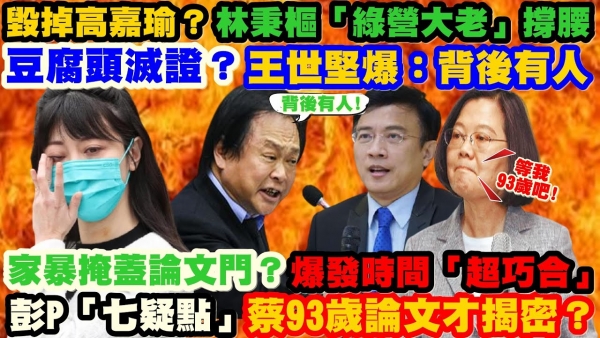 毀掉高嘉瑜？林秉樞「綠營大老」撐腰
豆腐頭滅證？王世堅爆：背後有人
背後有人！
等我
93歲吧！
家暴掩蓋論文門？爆發時間「超巧合」
彭P「七疑點」蔡93歲論文才揭密？